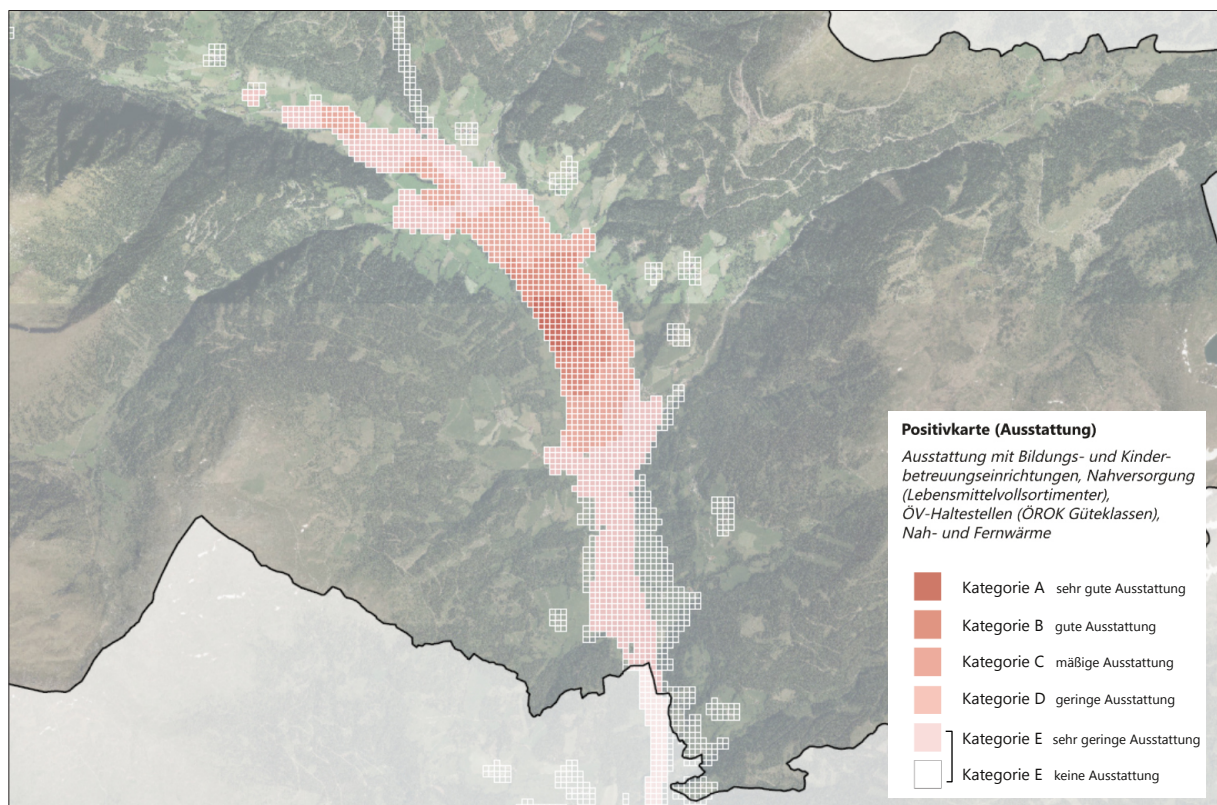 Positivkarte (Ausstattung)
Ausstattung mit Bildungs- und Kinder-
betreuungseinrichtungen, Nahversorgung
(Lebensmittelvollsortimenter),
ÖV-Haltestellen (ÖROK Güteklassen),
Nah- und Fernwärme
Kategorie A sehr gute Ausstattung
Kategorie B gute Ausstattung
Kategorie C mäßige Ausstattung
Kategorie D geringe Ausstattung
Kategorie E sehr geringe Ausstattung
Kategorie E keine Ausstattung